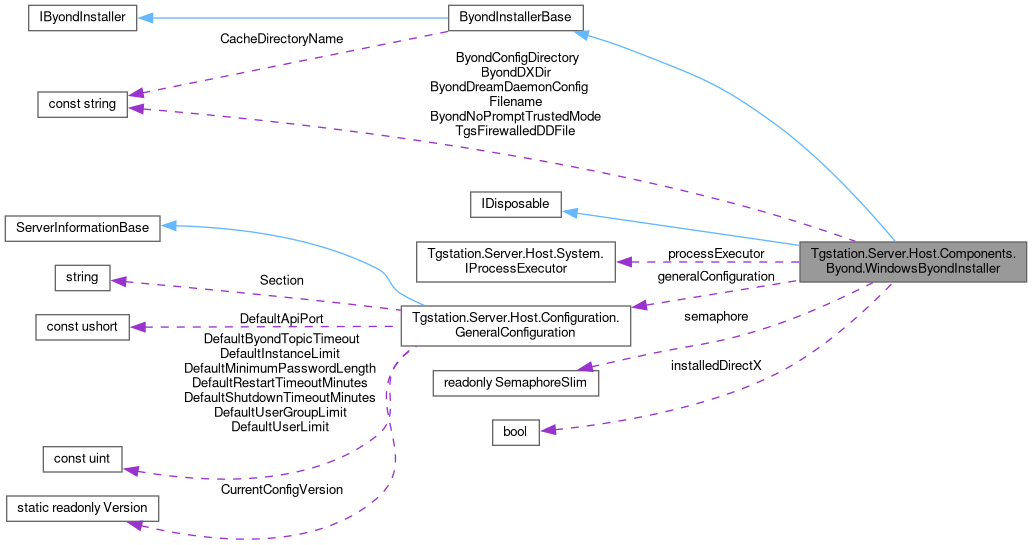 IByondInstaller
ByondInstallerBase
CacheDirectoryName
const string
ByondConfigDirectory
ByondDXDir
ByondDreamDaemonConfig
Filename
ByondNoPromptTrustedMode
TgsFirewalledDDFile
IDisposable
ServerInformationBase
Tgstation.Server.Host.System.
IProcessExecutor
processExecutor
Tgstation.Server.Host.Components.
Byond.WindowsByondInstaller
string
Section
generalConfiguration
const ushort
DefaultApiPort
Tgstation.Server.Host.Configuration.
GeneralConfiguration
semaphore
DefaultByondTopicTimeout
DefaultInstanceLimit
DefaultMinimumPasswordLength
DefaultRestartTimeoutMinutes
DefaultShutdownTimeoutMinutes
DefaultUserGroupLimit
DefaultUserLimit
readonly SemaphoreSlim
installedDirectX
bool
const uint
CurrentConfigVersion
static readonly Version